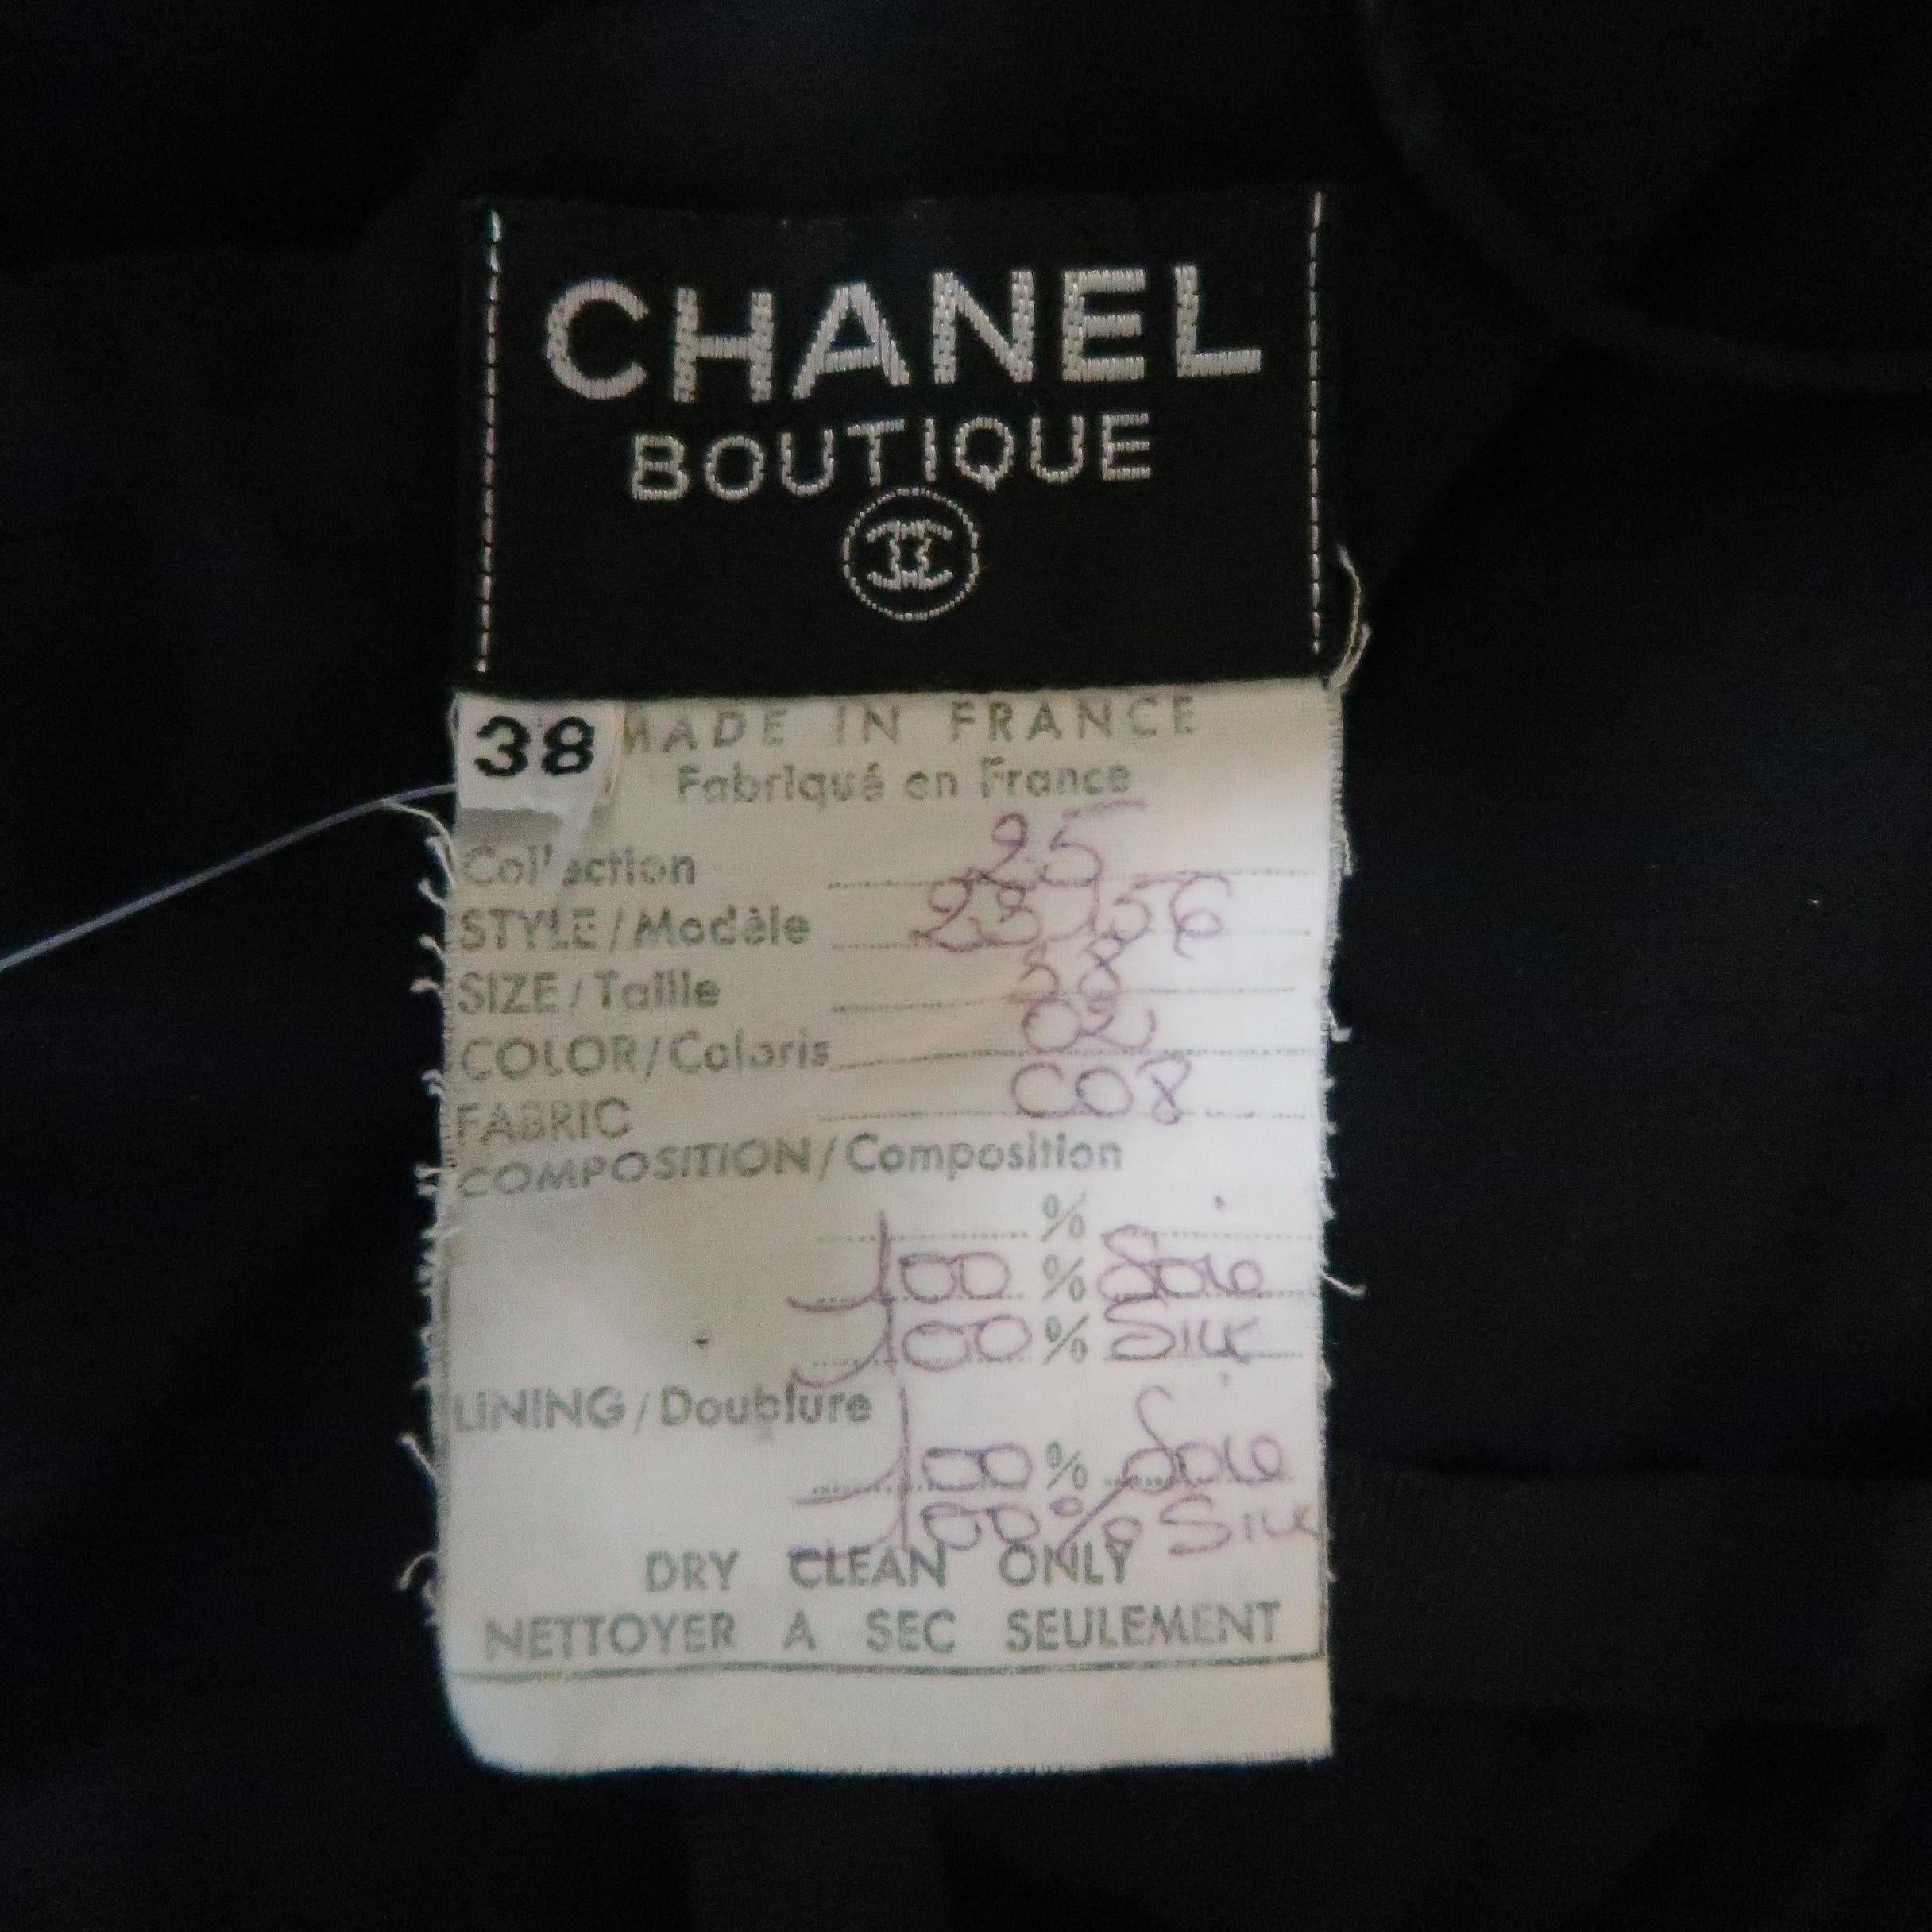 CHANEL
BOUTIQUE
38
MADE IN FRANCE
Fabriqué en France
Collection 25
STYLE/Modèle
SIZE/Taille 38
COLOR/Coloris 02
FABRIC C08
COMPOSITION/Composition
%
100 % Soie
100 % Silk
LINING/Doublure
100 % Soie
100% Silk
DRY CLEAN ONLY
NETTOYER A SEC SEULEMENT